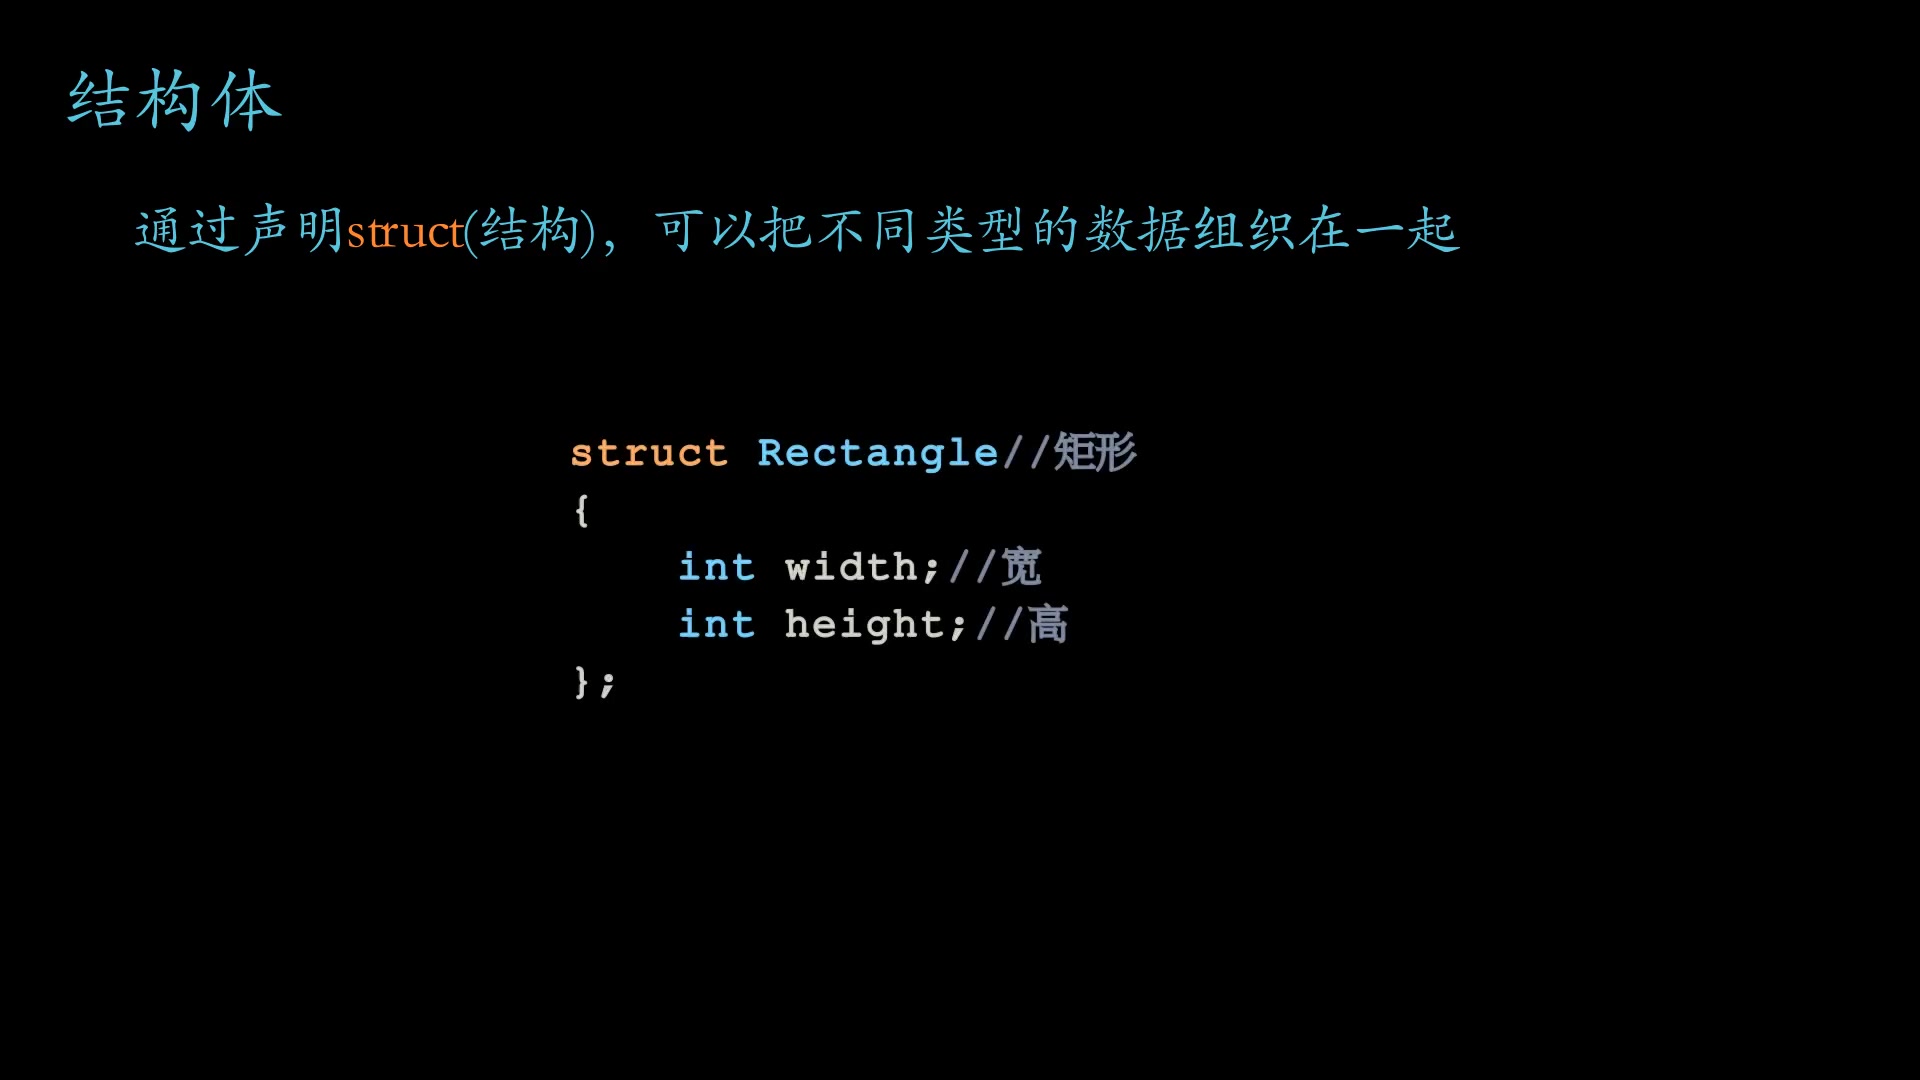 结构体
通过声明struct(结构)，可以把不同类型的数据组织在一起
struct Rectangle//矩形
{
    int width;//宽
    int height;//高
};